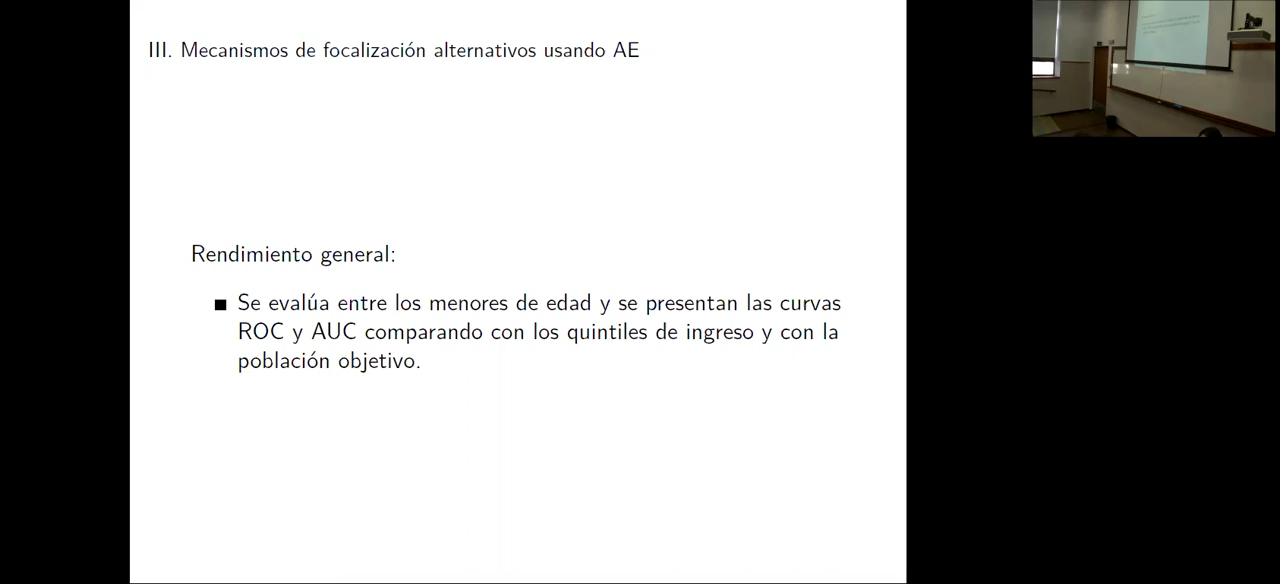 III. Mecanismos de focalización alternativos usando AE
Rendimiento general:
Se evalúa entre los menores de edad y se presentan las curvas
ROC y AUC comparando con los quintiles de ingreso y con la
población objetivo.